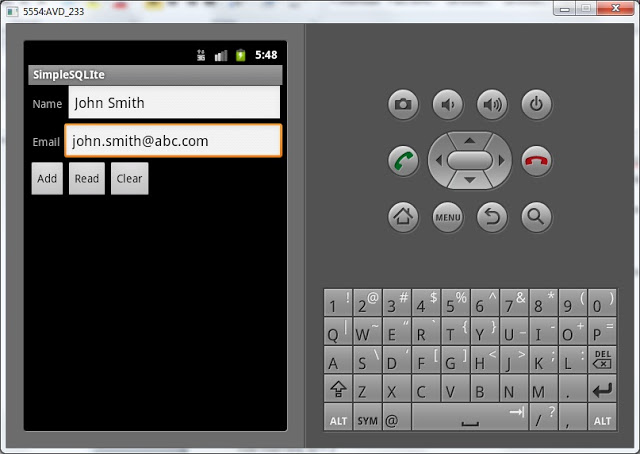 5554:AVD_233
3G 5:48
SimpleSQLIte
Name John Smith
Email john.smith@abc.com
Add Read Clear
MENU
1 ! 2 @ 3 # 4 $ 5 % 6 ^ 7 & 8 * 9 ( 0 )
Q | W ~ E " R ` T { Y } U _ I - O + P =
A S \ D ' F [ G ] H < J > K ; L : DEL
Z X C V B N M .
ALT SYM @ / ? , ALT